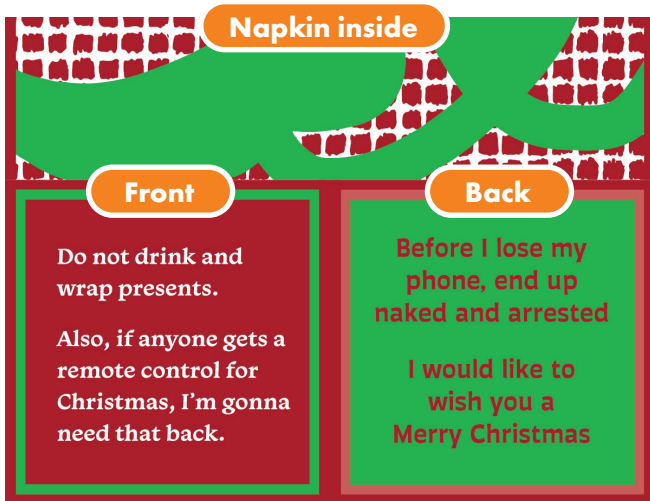 Napkin inside
Front
Do not drink and
wrap presents.
Also, if anyone gets a
remote control for
Christmas, I'm gonna
need that back.
Back
Before I lose my
phone, end up
naked and arrested
I would like to
wish you a
Merry Christmas